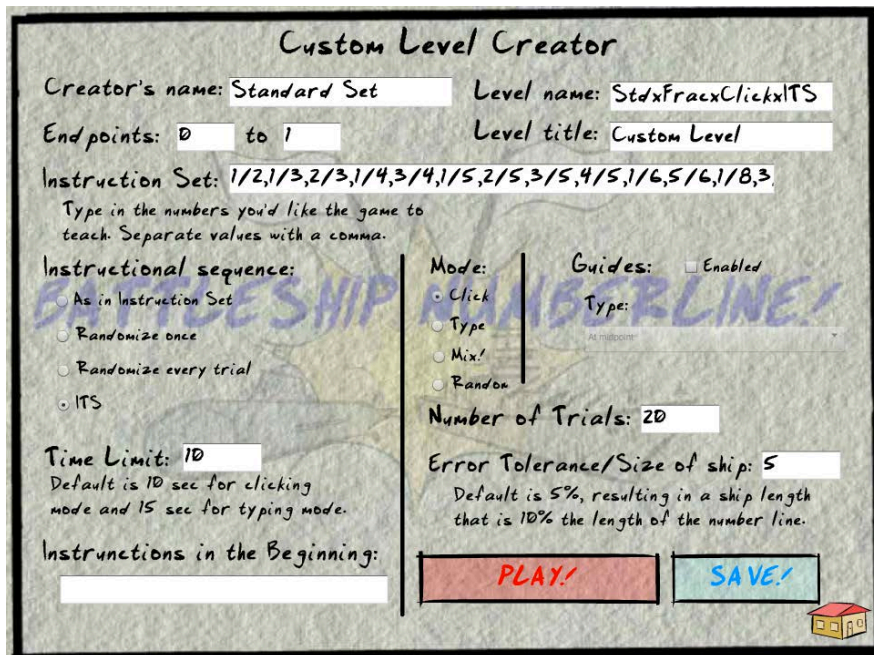 Custom Level Creator
Creator's name: Standard Set
Level name: StdxFracxClickxITS
Endpoints: 0 to 1
Level title: Custom Level
Instruction Set: 1/2,1/3,2/3,1/4,3/4,1/5,2/5,3/5,4/5,1/6,5/6,1/8,3
Type in the numbers you'd like the game to
teach. Separate values with a comma.
BATTLESHIP NUMBERLINE!
Instructional sequence:
As in Instruction Set
Randomize once
Randomize every trial
ITS
Time Limit: 10
Default is 10 sec for clicking
mode and 15 sec for typing mode.
Instrunctions in the Beginning:
Mode:
Click
Type
Mix!
Random
Guides: Enabled
Type:
At midpoint
Number of Trials: 20
Error Tolerance/Size of ship: 5
Default is 5%, resulting in a ship length
that is 10% the length of the number line.
PLAY!
SAVE!